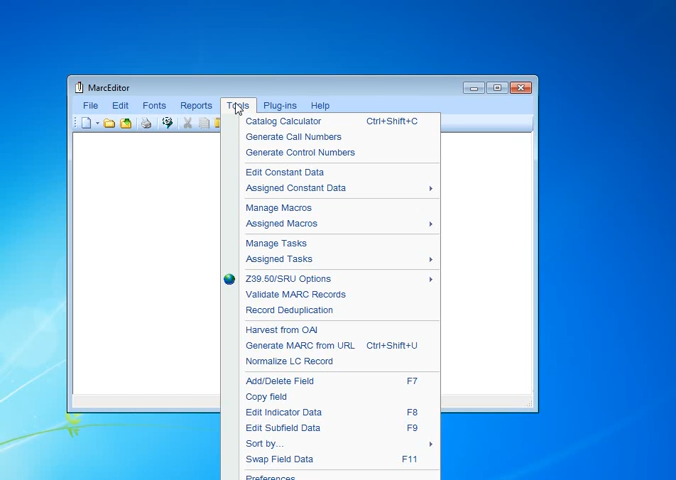 MarcEditor
File Edit Fonts Reports Tools Plug-ins Help
Catalog Calculator Ctrl+Shift+C
Generate Call Numbers
Generate Control Numbers
Edit Constant Data
Assigned Constant Data
Manage Macros
Assigned Macros
Manage Tasks
Assigned Tasks
Z39.50/SRU Options
Validate MARC Records
Record Deduplication
Harvest from OAI
Generate MARC from URL Ctrl+Shift+U
Normalize LC Record
Add/Delete Field F7
Copy field
Edit Indicator Data F8
Edit Subfield Data F9
Sort by...
Swap Field Data F11
Preferences